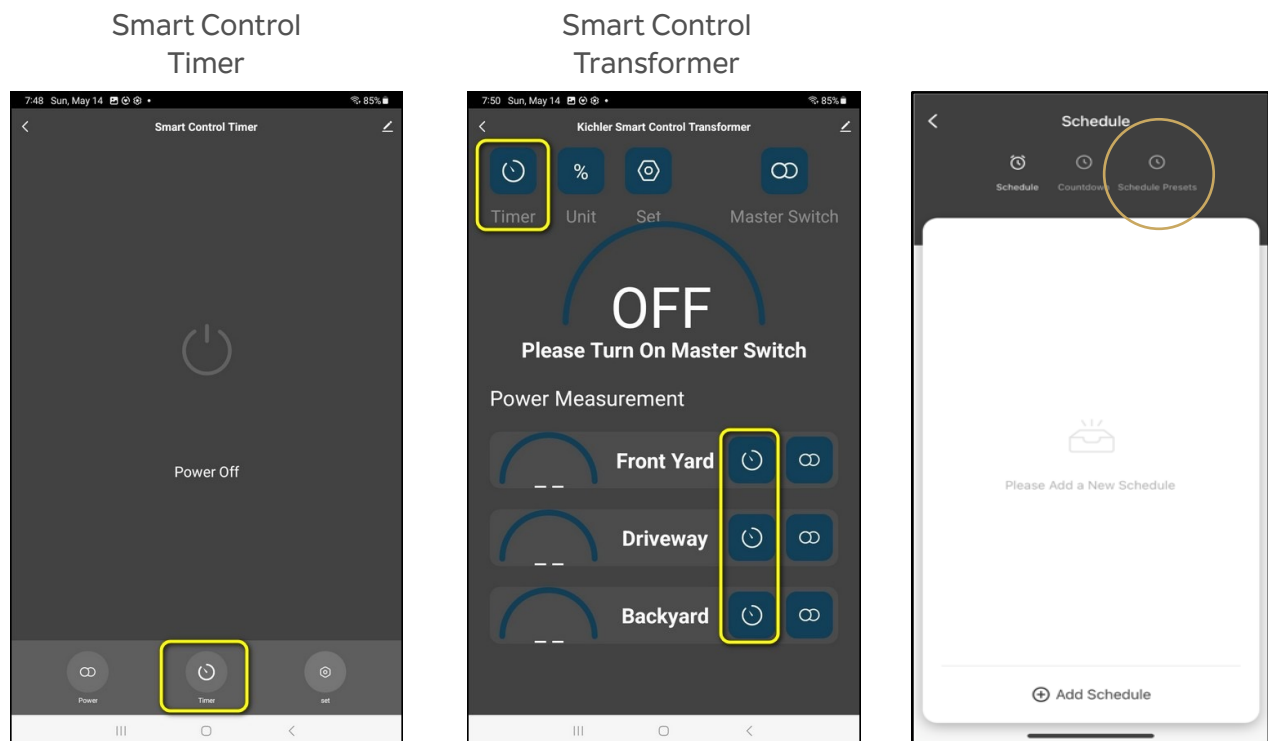 Smart Control
Timer
7:48 Sun, May 14
85%
Smart Control Timer
Power Off
Power
Timer
set
Smart Control
Transformer
7:50 Sun, May 14
85%
Kichler Smart Control Transformer
%
Timer
Unit
Set
Master Switch
OFF
Please Turn On Master Switch
Power Measurement
-- Front Yard
-- Driveway
-- Backyard
Schedule
Schedule
Countdown
Schedule Presets
Please Add a New Schedule
Add Schedule